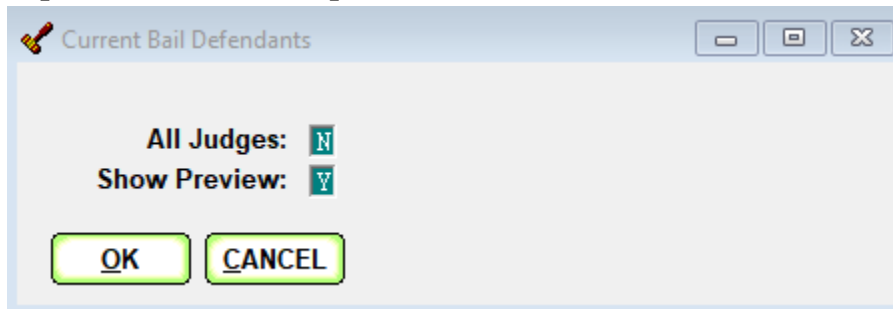 Current Bail Defendants
All Judges: N
Show Preview: Y
OK CANCEL